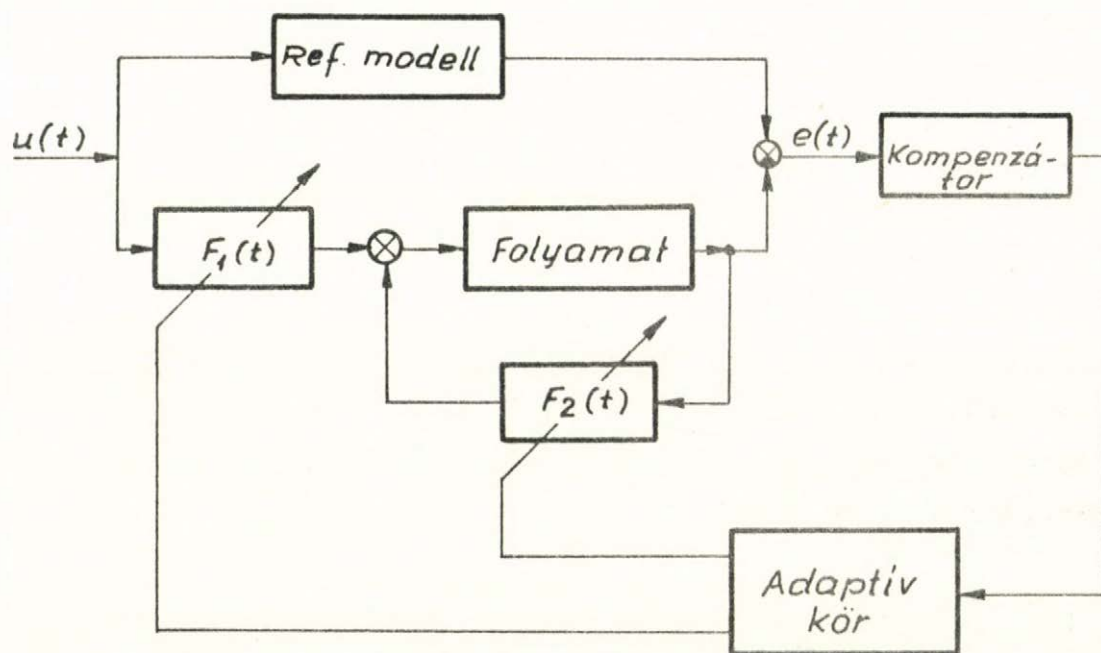 Ref. modell
u(t)
e(t)
Kompenzá-
tor
F₁(t)
Folyamat
F₂(t)
Adaptív
kör